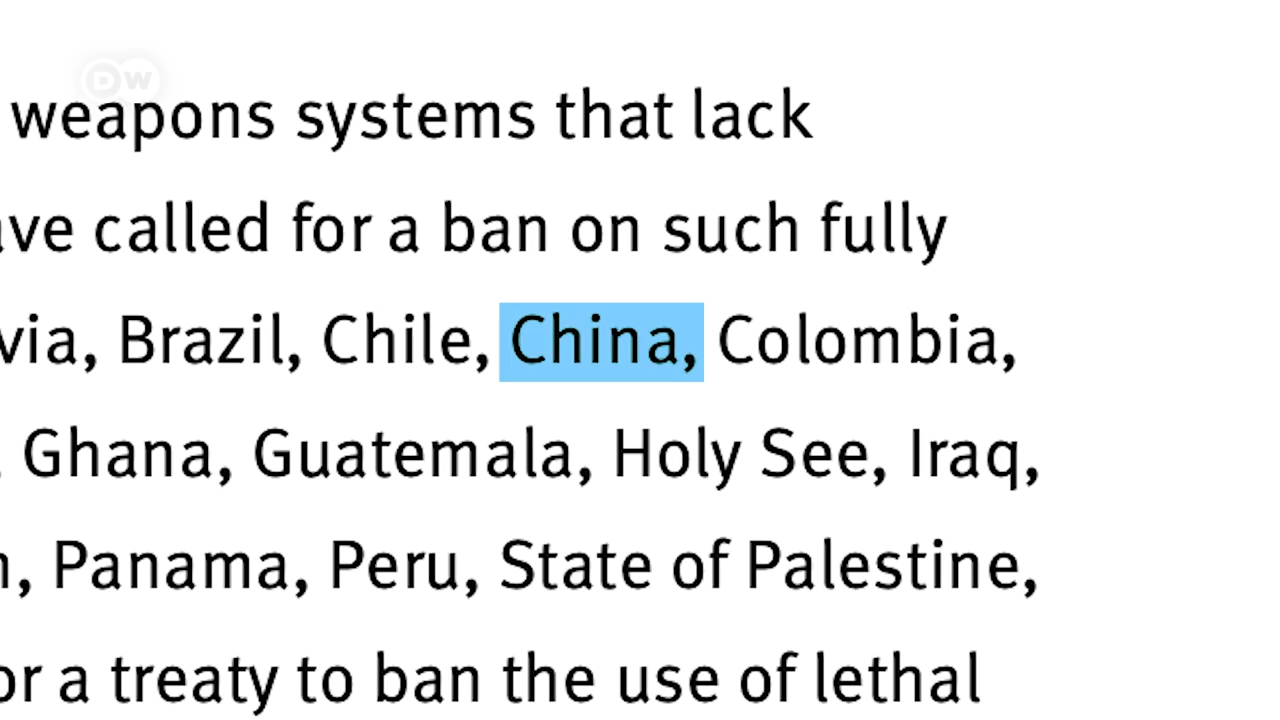 DW
weapons systems that lack
ave called for a ban on such fully
via, Brazil, Chile, China, Colombia,
Ghana, Guatemala, Holy See, Iraq,
n, Panama, Peru, State of Palestine,
or a treaty to ban the use of lethal